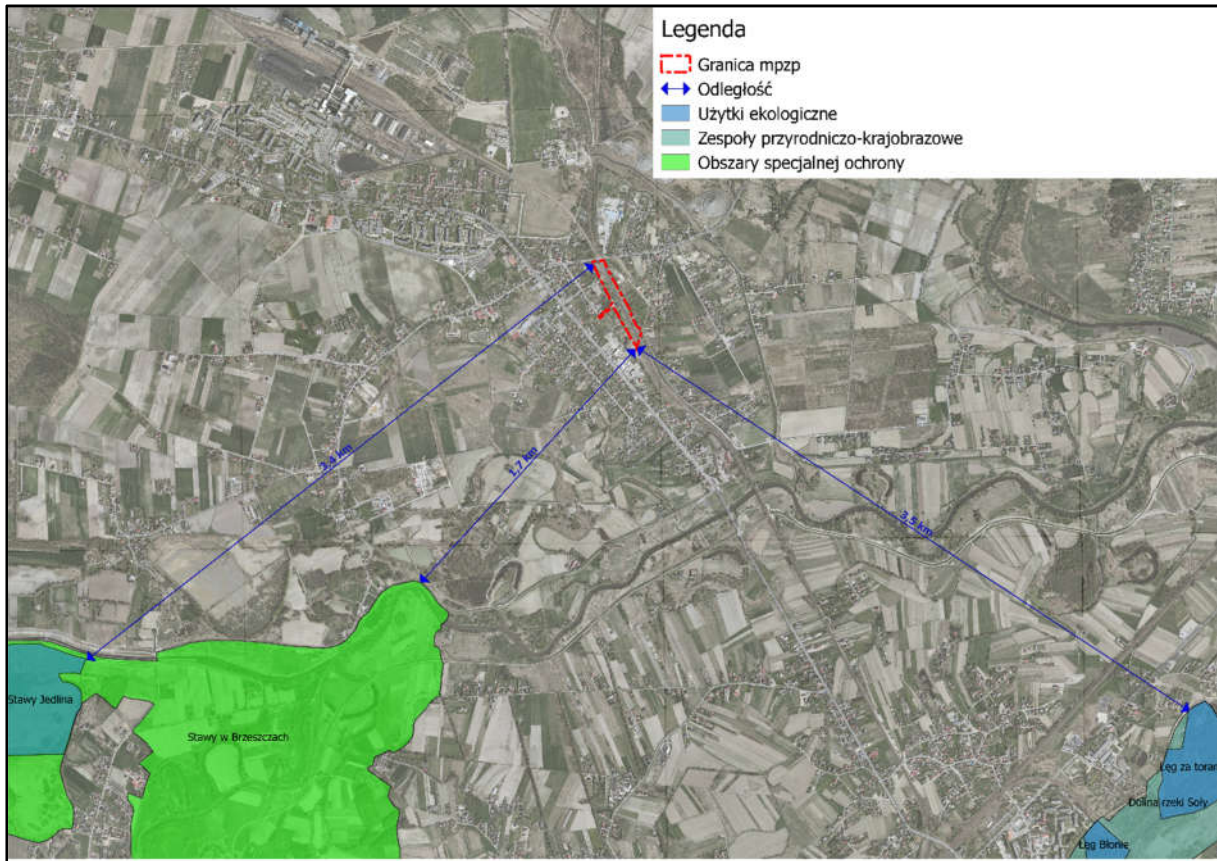 Legenda
Granica mpzp
Odległość
Użytki ekologiczne
Zespoły przyrodniczo-krajobrazowe
Obszary specjalnej ochrony
3,4 km
1,7 km
3,5 km
Stawy Jedlina
Stawy w Brzeszczach
Łęg za toram
Dolina rzeki Soły
Łęg Błonie